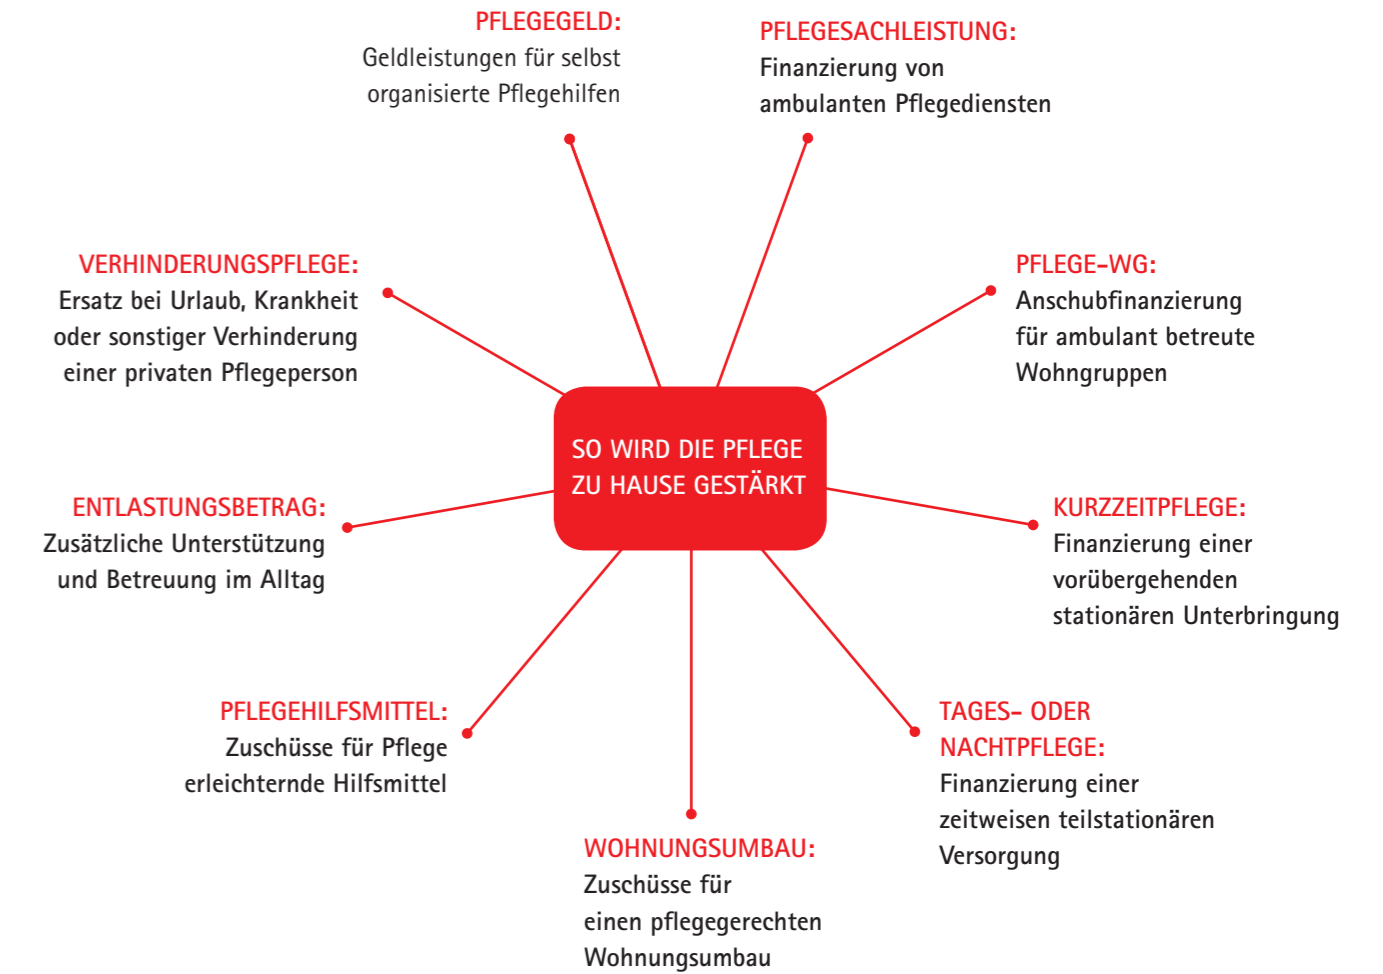 PFLEGEGELD:
Geldleistungen für selbst
organisierte Pflegehilfen
PFLEGESACHLEISTUNG:
Finanzierung von
ambulanten Pflegediensten
VERHINDERUNGSPFLEGE:
Ersatz bei Urlaub, Krankheit
oder sonstiger Verhinderung
einer privaten Pflegeperson
PFLEGE-WG:
Anschubfinanzierung
für ambulant betreute
Wohngruppen
SO WIRD DIE PFLEGE
ZU HAUSE GESTÄRKT
ENTLASTUNGSBETRAG:
Zusätzliche Unterstützung
und Betreuung im Alltag
KURZZEITPFLEGE:
Finanzierung einer
vorübergehenden
stationären Unterbringung
PFLEGEHILFSMITTEL:
Zuschüsse für Pflege
erleichternde Hilfsmittel
TAGES- ODER
NACHTPFLEGE:
Finanzierung einer
zeitweisen teilstationären
Versorgung
WOHNUNGSUMBAU:
Zuschüsse für
einen pflegegerechten
Wohnungsumbau